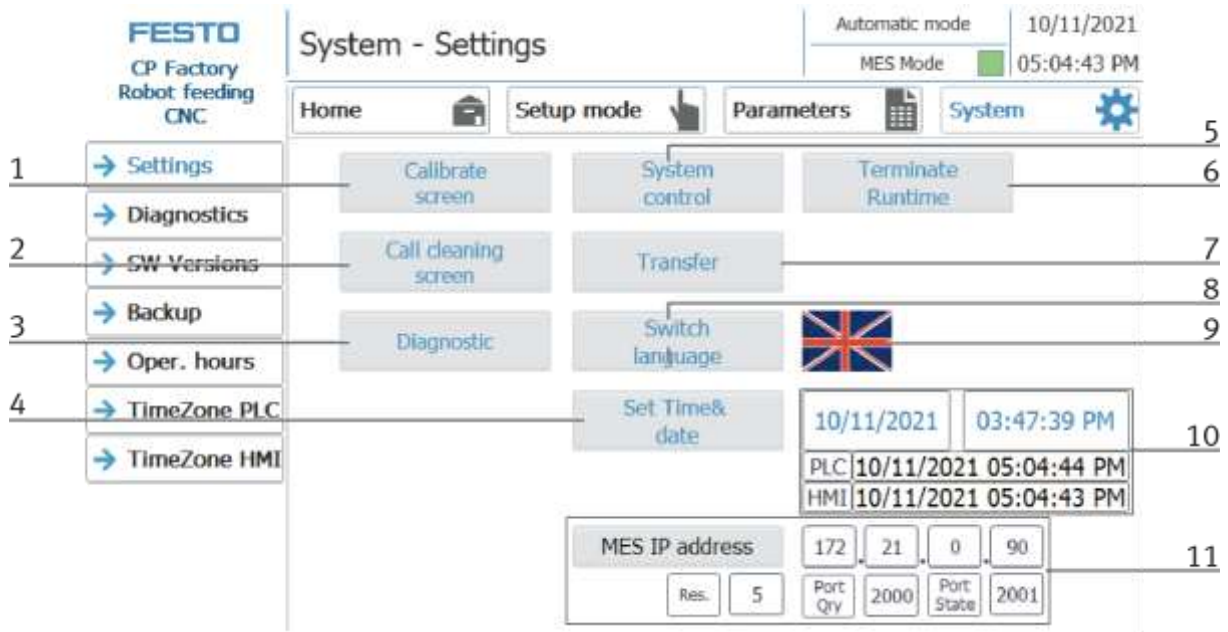 FESTO
CP Factory
Robot feeding
CNC
System - Settings
Automatic mode
10/11/2021
MES Mode
05:04:43 PM
Home
Setup mode
Parameters
System
Settings
Diagnostics
SW Versions
Backup
Oper. hours
TimeZone PLC
TimeZone HMI
1
2
3
4
Calibrate
screen
System
control
Terminate
Runtime
Call cleaning
screen
Transfer
Diagnostic
Switch
language
Set Time&
date
10/11/2021
03:47:39 PM
PLC 10/11/2021 05:04:44 PM
HMI 10/11/2021 05:04:43 PM
MES IP address
172 . 21 . 0 . 90
Res. 5
Port
Qry
2000
Port
State
2001
5
6
7
8
9
10
11